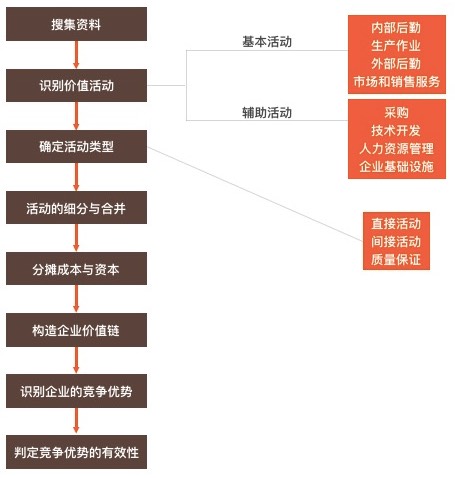 搜集资料
识别价值活动
确定活动类型
活动的细分与合并
分摊成本与资本
构造企业价值链
识别企业的竞争优势
判定竞争优势的有效性
基本活动
内部后勤
生产作业
外部后勤
市场和销售服务
辅助活动
采购
技术开发
人力资源管理
企业基础设施
直接活动
间接活动
质量保证